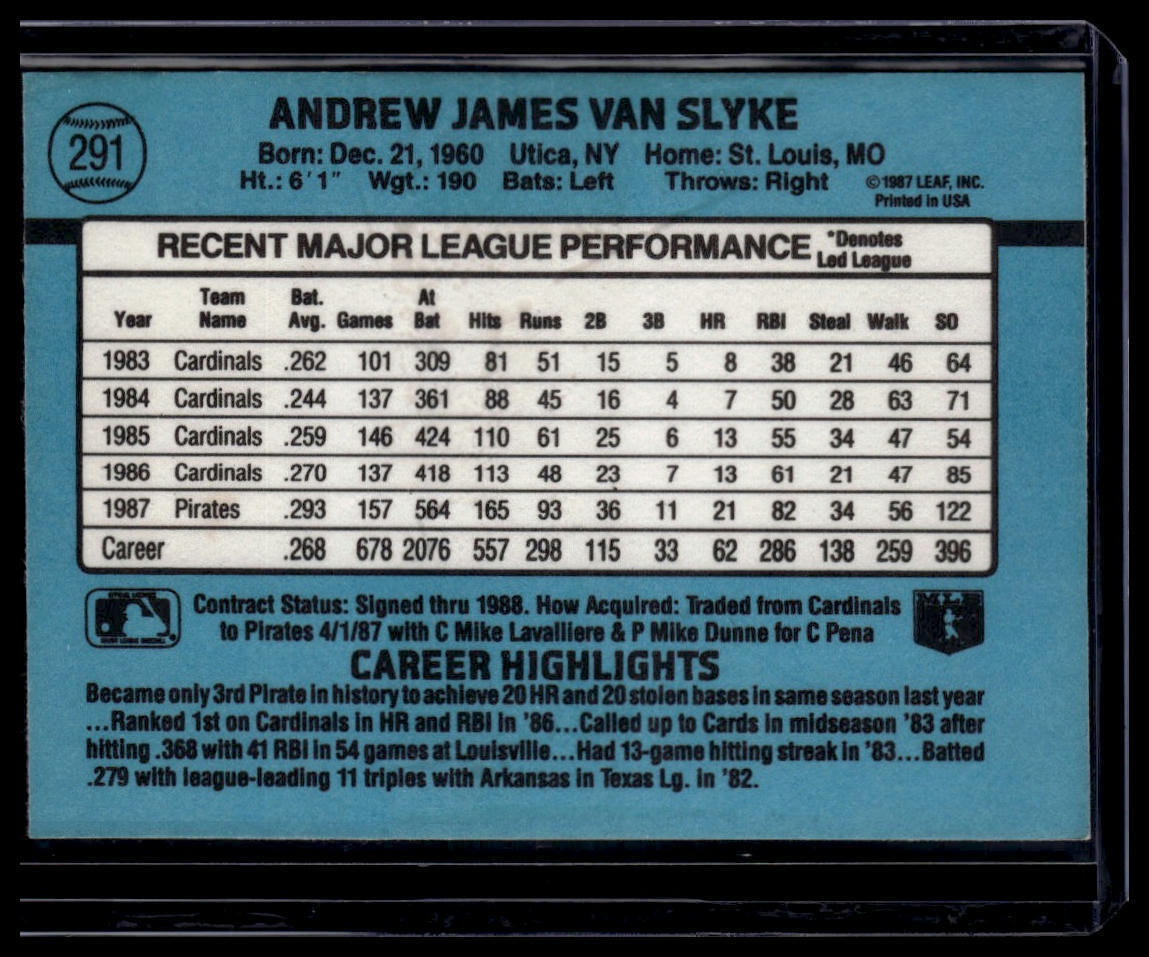 291
ANDREW JAMES VAN SLYKE
Born: Dec. 21, 1960 Utica, NY Home: St. Louis, MO
Ht.: 6'1" Wgt.: 190 Bats: Left Throws: Right
©1987 LEAF, INC.
Printed in USA
RECENT MAJOR LEAGUE PERFORMANCE *Denotes Led League
Year Team Name Bat. Avg. Games At Bat Hits Runs 2B 3B HR RBI Steal Walk SO
1983 Cardinals .262 101 309 81 51 15 5 8 38 21 46 64
1984 Cardinals .244 137 361 88 45 16 4 7 50 28 63 71
1985 Cardinals .259 146 424 110 61 25 6 13 55 34 47 54
1986 Cardinals .270 137 418 113 48 23 7 13 61 21 47 85
1987 Pirates .293 157 564 165 93 36 11 21 82 34 56 122
Career .268 678 2076 557 298 115 33 62 286 138 259 396
Contract Status: Signed thru 1988. How Acquired: Traded from Cardinals
to Pirates 4/1/87 with C Mike Lavalliere & P Mike Dunne for C Pena
CAREER HIGHLIGHTS
Became only 3rd Pirate in history to achieve 20 HR and 20 stolen bases in same season last year
...Ranked 1st on Cardinals in HR and RBI in '86...Called up to Cards in midseason '83 after
hitting .368 with 41 RBI in 54 games at Louisville...Had 13-game hitting streak in '83...Batted
.279 with league-leading 11 triples with Arkansas in Texas Lg. in '82.